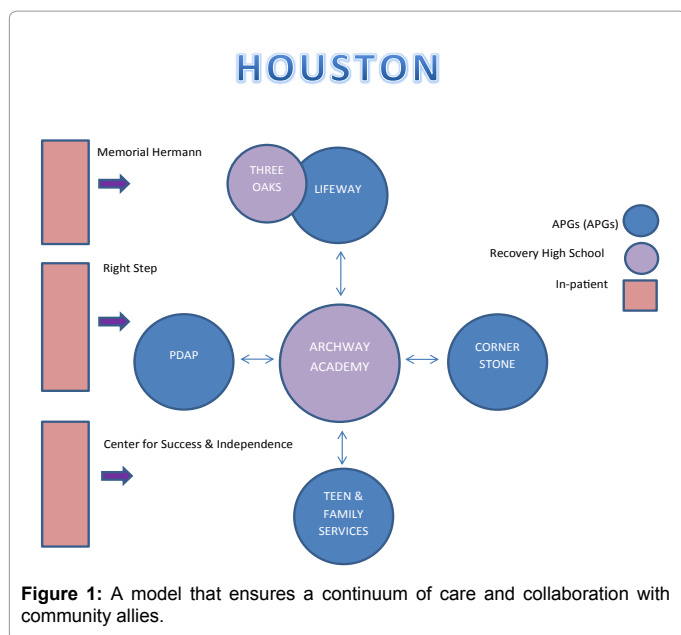 HOUSTON
Memorial Hermann
THREE
OAKS
LIFEWAY
APGs (APGs)
Recovery High School
In-patient
Right Step
PDAP
ARCHWAY
ACADEMY
CORNER
STONE
Center for Success & Independence
TEEN &
FAMILY
SERVICES
Figure 1: A model that ensures a continuum of care and collaboration with
community allies.